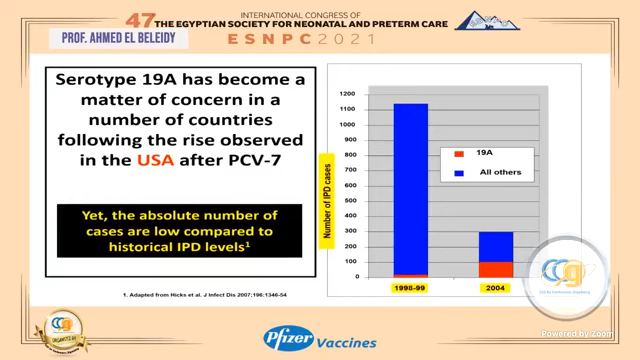 INTERNATIONAL CONGRESS OF
47 THE EGYPTIAN SOCIETY FOR NEONATAL AND PRETERM CARE
PROF. AHMED EL BELEIDY
ESNPC2021
Serotype 19A has become a
matter of concern in a
number of countries
following the rise observed
in the USA after PCV-7
Yet, the absolute number of
cases are low compared to
historical IPD levels1
Number of IPD cases
1200
1100
1000
900
800
700
600
500
400
300
200
100
0
19A
All others
1998-99
2004
1. Adapted from Hicks et al. J Infect Dis 2007;196:1346-54
Powered by Zoom
ORGANIZED BY
Pfizer Vaccines